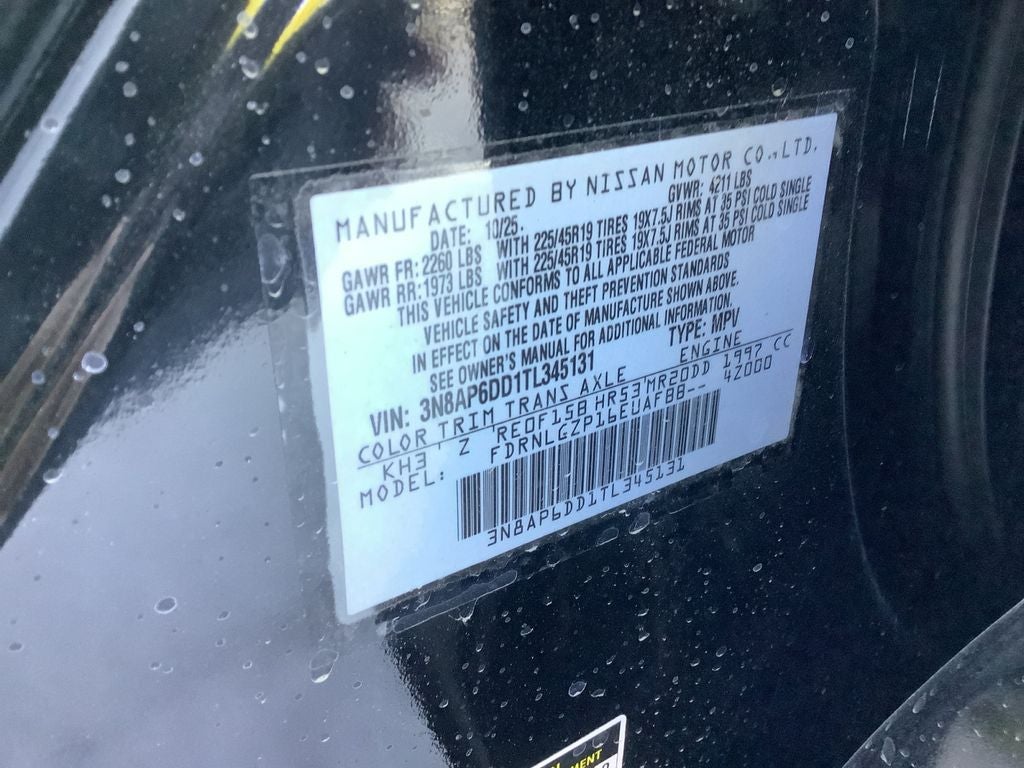 MANUFACTURED BY NISSAN MOTOR CO.,LTD.
DATE: 10/25. GVWR: 4211 LBS
GAWR FR: 2260 LBS WITH 225/45R19 TIRES 19X7.5J RIMS AT 35 PSI COLD SINGLE
GAWR RR: 1973 LBS WITH 225/45R19 TIRES 19X7.5J RIMS AT 35 PSI COLD SINGLE
THIS VEHICLE CONFORMS TO ALL APPLICABLE FEDERAL MOTOR
VEHICLE SAFETY AND THEFT PREVENTION STANDARDS
IN EFFECT ON THE DATE OF MANUFACTURE SHOWN ABOVE.
SEE OWNER'S MANUAL FOR ADDITIONAL INFORMATION.
VIN: 3N8AP6DD1TL345131 TYPE: MPV
COLOR TRIM TRANS AXLE ENGINE
KH3 ' Z ' RE0F15B HR53'MR20DD 1997 CC
MODEL: FDRNLGZP16EUAFBB-- 4Z000
3N8AP6DD1TL345131